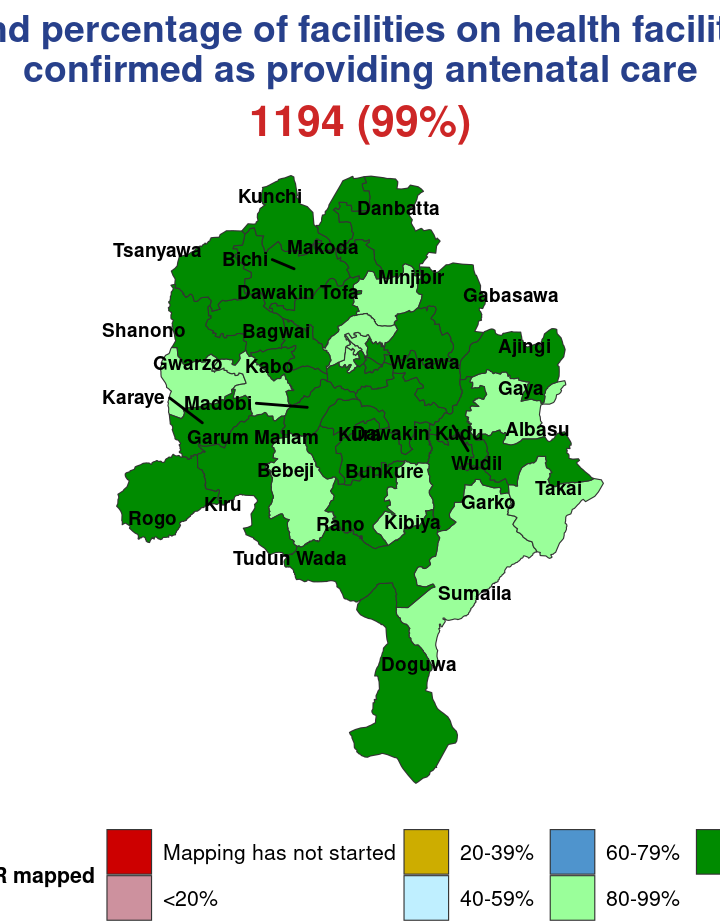 nd percentage of facilities on health facilit
confirmed as providing antenatal care
1194 (99%)
Kunchi
Danbatta
Tsanyawa
Bichi
Makoda
Minjibir
Dawakin Tofa
Gabasawa
Shanono
Bagwai
Ajingi
Gwarzo
Kabo
Warawa
Gaya
Karaye
Madobi
Garum Mallam
Kura
Dawakin Kudu
Albasu
Bebeji
Bunkure
Wudil
Takai
Kiru
Garko
Rogo
Rano
Kibiya
Tudun Wada
Sumaila
Doguwa
R mapped
Mapping has not started
20-39%
60-79%
<20%
40-59%
80-99%